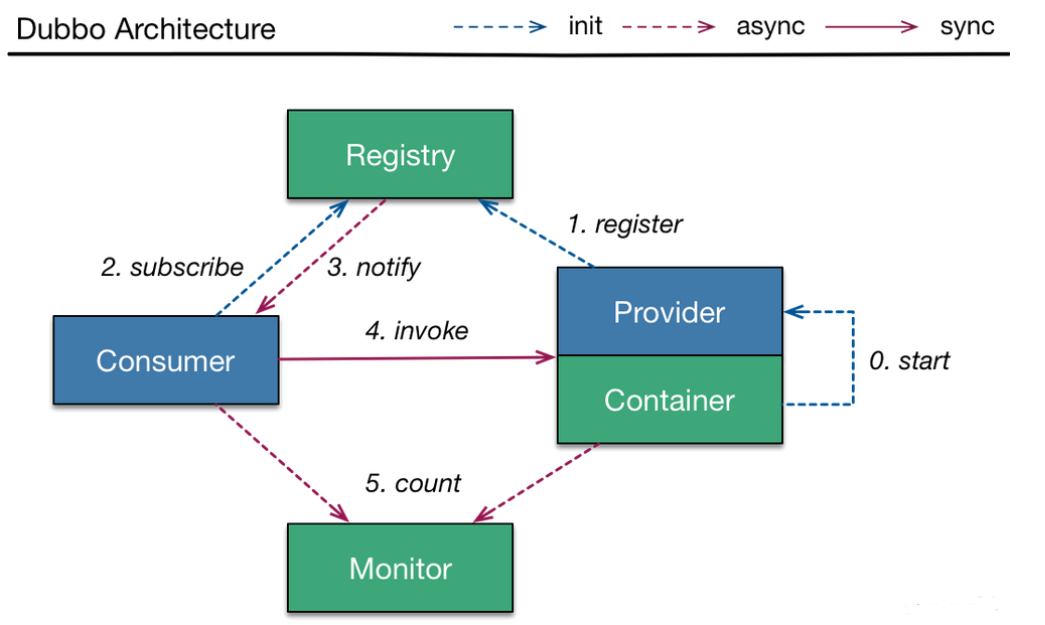 Dubbo Architecture
init
async
sync
Registry
1. register
2. subscribe
3. notify
Provider
4. invoke
Consumer
0. start
Container
5. count
Monitor